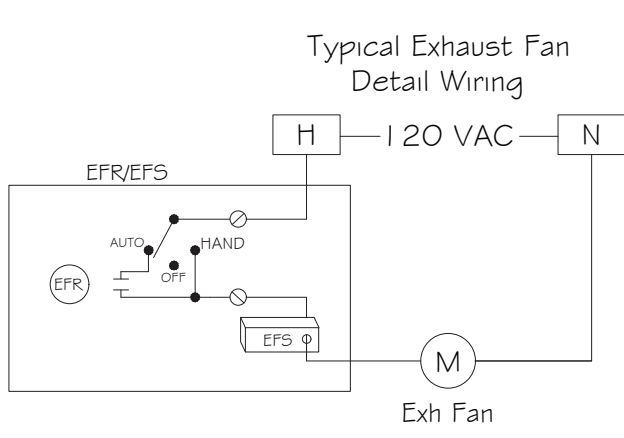 Typical Exhaust Fan
Detail Wiring
H
120 VAC
N
EFR/EFS
AUTO
HAND
OFF
EFR
EFS
M
Exh Fan